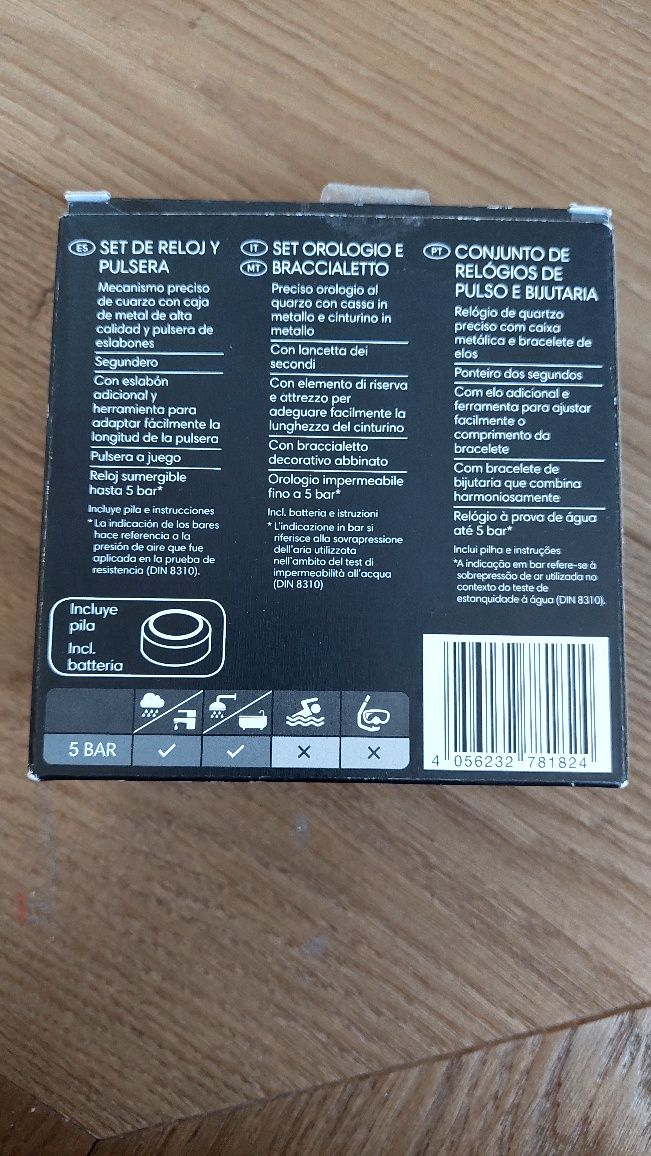 ES SET DE RELOJ Y
PULSERA
Mecanismo preciso
de cuarzo con caja
de metal de alta
calidad y pulsera de
eslabones
Segundero
Con eslabón
adicional y
herramienta para
adaptar fácilmente la
longitud de la pulsera
Pulsera a juego
Reloj sumergible
hasta 5 bar*
Incluye pila e instrucciones
* La indicación de los bares
hace referencia a la
presión de aire que fue
aplicada en la prueba de
resistencia (DIN 8310).
IT SET OROLOGIO E
MT BRACCIALETTO
Preciso orologio al
quarzo con cassa in
metallo e cinturino in
metallo
Con lancetta dei
secondi
Con elemento di riserva
e attrezzo per
adeguare facilmente la
lunghezza del cinturino
Con braccialetto
decorativo abbinato
Orologio impermeabile
fino a 5 bar*
Incl. batteria e istruzioni
* L'indicazione in bar si
riferisce alla sovrapressione
dell'aria utilizzata
nell'ambito del test di
impermeabilità all'acqua
(DIN 8310)
PT CONJUNTO DE
RELÓGIOS DE
PULSO E BIJUTARIA
Relógio de quartzo
preciso com caixa
metálica e bracelete de
elos
Ponteiro dos segundos
Com elo adicional e
ferramenta para ajustar
facilmente o
comprimento da
bracelete
Com bracelete de
bijutaria que combina
harmoniosamente
Relógio à prova de água
até 5 bar*
Inclui pilha e instruções
*A indicação em bar refere-se à
sobrepressão de ar utilizada no
contexto do teste de
estanquidade à água (DIN 8310).
Incluye
pila
Incl.
batteria
5 BAR
4 056232 781824